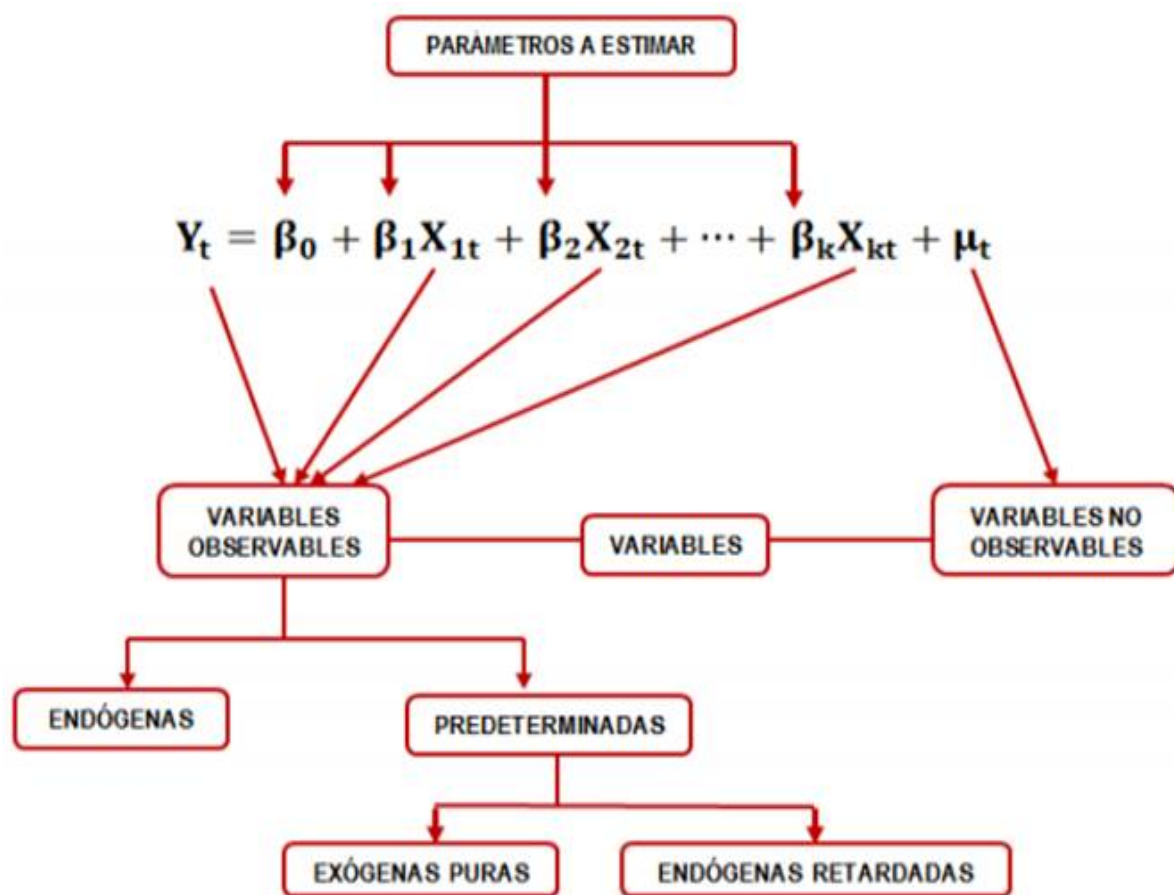 PARÁMETROS A ESTIMAR
Yₜ = β₀ + β₁X₁ₜ + β₂X₂ₜ + ⋯ + βₖXₖₜ + μₜ
VARIABLES
OBSERVABLES
VARIABLES
VARIABLES NO
OBSERVABLES
ENDÓGENAS
PREDETERMINADAS
EXÓGENAS PURAS
ENDÓGENAS RETARDADAS